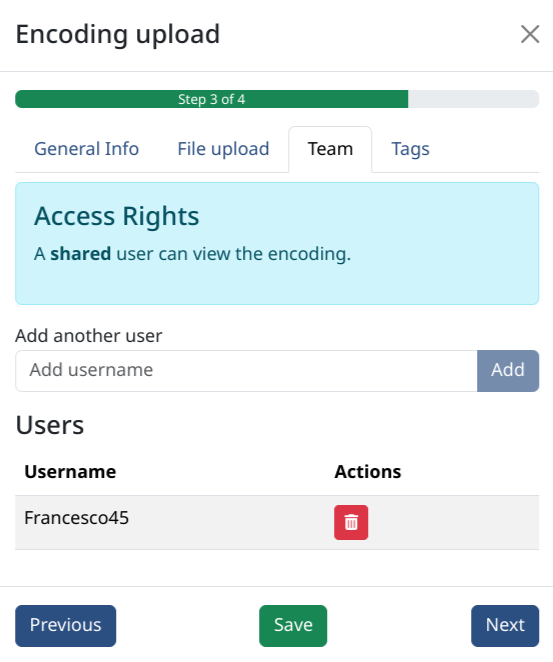 Encoding upload
Step 3 of 4
General Info File upload Team Tags
Access Rights
A shared user can view the encoding.
Add another user
Add username Add
Users
Username Actions
Francesco45
Previous Save Next